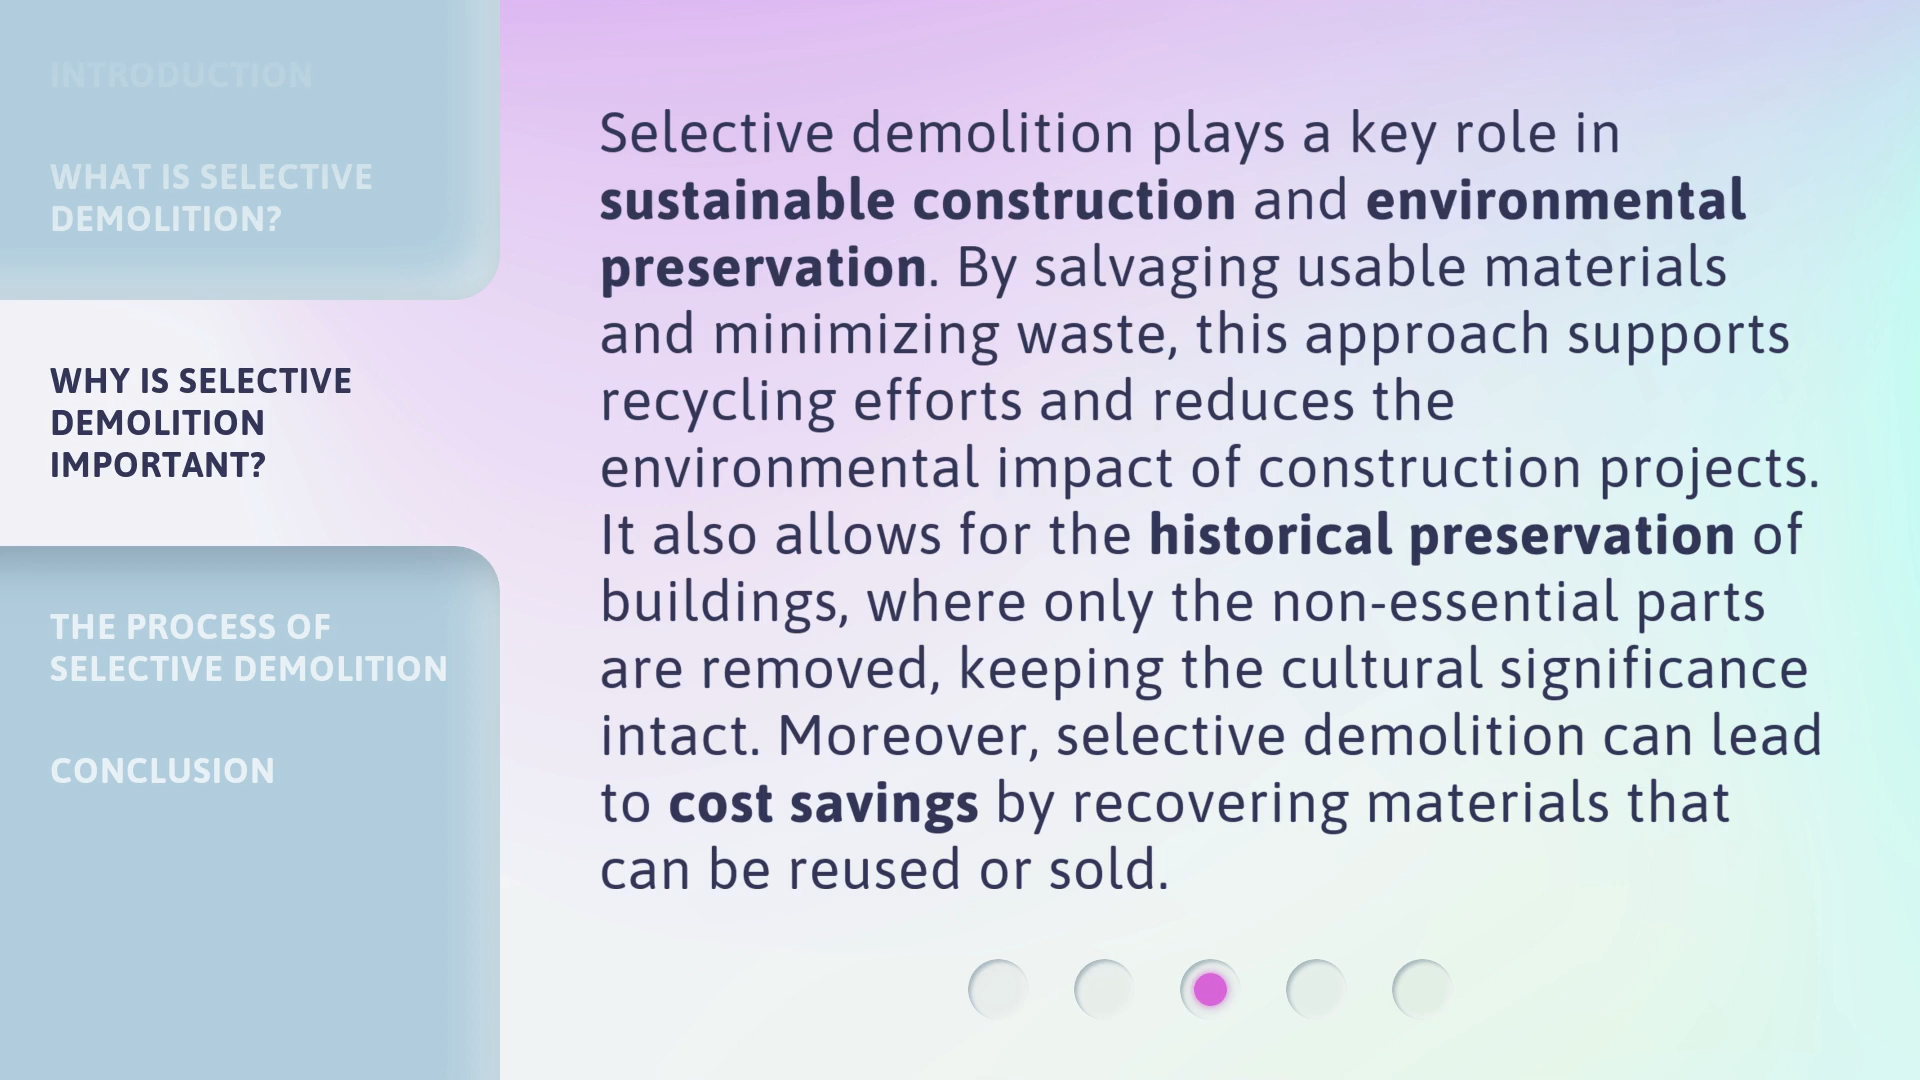 INTRODUCTION
WHAT IS SELECTIVE
DEMOLITION?
WHY IS SELECTIVE
DEMOLITION
IMPORTANT?
THE PROCESS OF
SELECTIVE DEMOLITION
CONCLUSION
Selective demolition plays a key role in
sustainable construction and environmental
preservation. By salvaging usable materials
and minimizing waste, this approach supports
recycling efforts and reduces the
environmental impact of construction projects.
It also allows for the historical preservation of
buildings, where only the non-essential parts
are removed, keeping the cultural significance
intact. Moreover, selective demolition can lead
to cost savings by recovering materials that
can be reused or sold.